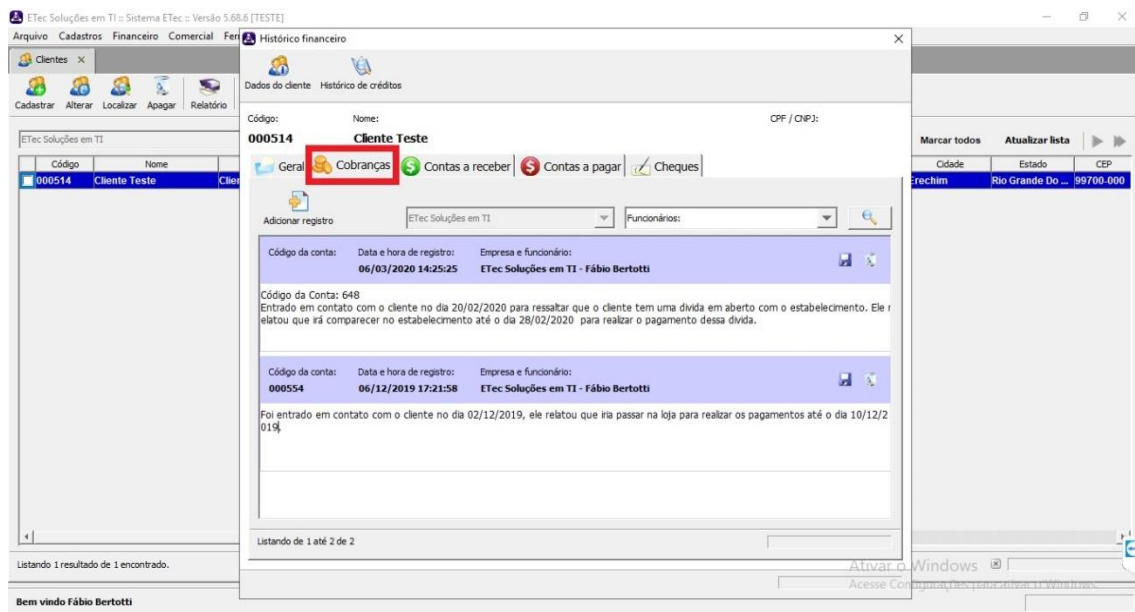 ETec Soluções em TI :: Sistema ETec :: Versão 5.68.6 [TESTE]
Arquivo Cadastros Financeiro Comercial Fer
Clientes
Cadastrar Alterar Localizar Apagar Relatório
ETec Soluções em TI
Marcar todos Atualizar lista
Código Nome Cidade Estado CEP
000514 Cliente Teste Clier Erechim Rio Grande Do ... 99700-000
Listando 1 resultado de 1 encontrado.
Bem vindo Fábio Bertotti
Histórico financeiro
Dados do cliente Histórico de créditos
Código: Nome: CPF / CNPJ:
000514 Cliente Teste
Geral Cobranças Contas a receber Contas a pagar Cheques
Adicionar registro ETec Soluções em TI Funcionários:
Código da conta: Data e hora de registro: Empresa e funcionário:
06/03/2020 14:25:25 ETec Soluções em TI - Fábio Bertotti
Código da Conta: 648
Entrado em contato com o cliente no dia 20/02/2020 para ressaltar que o cliente tem uma divida em aberto com o estabelecimento. Ele r
elatou que irá comparecer no estabelecimento até o dia 28/02/2020 para realizar o pagamento dessa divida.
Código da conta: Data e hora de registro: Empresa e funcionário:
000554 06/12/2019 17:21:58 ETec Soluções em TI - Fábio Bertotti
Foi entrado em contato com o cliente no dia 02/12/2019, ele relatou que iria passar na loja para realizar os pagamentos até o dia 10/12/2
019.
Listando de 1 até 2 de 2
Ativar o Windows
Acesse Configurações para ativar o Windows.